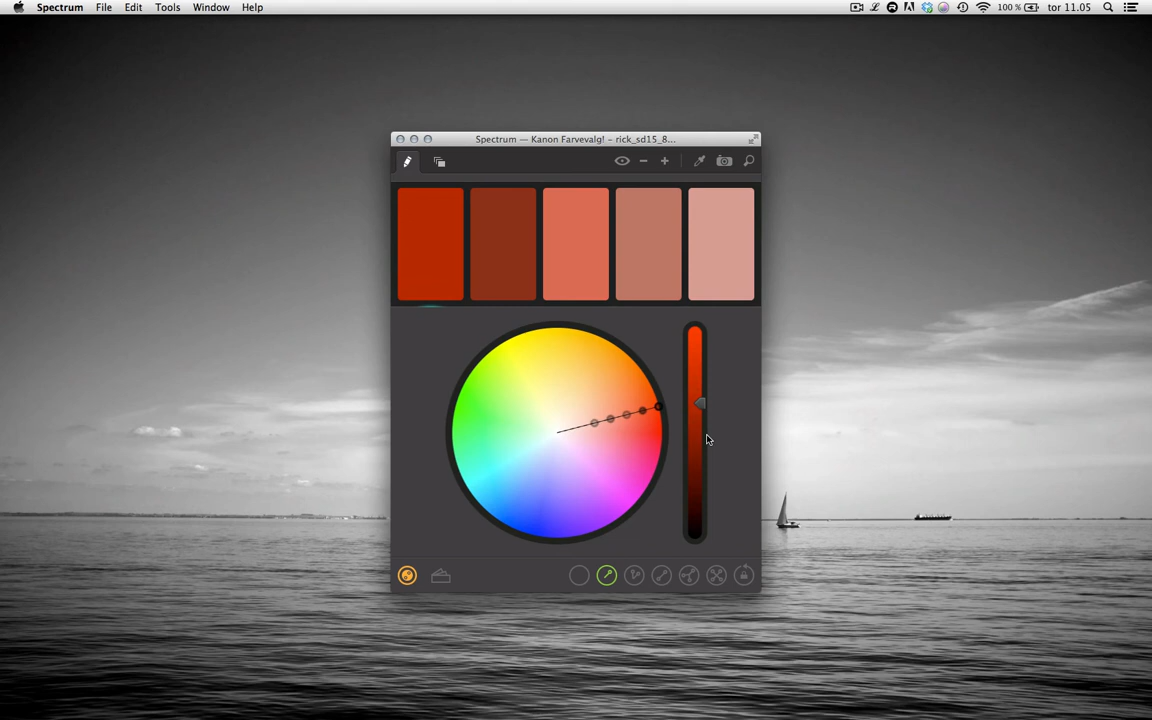 Spectrum File Edit Tools Window Help 100 % tor 11.05
Spectrum — Kanon Farvevalg! – rick_sd15_8...